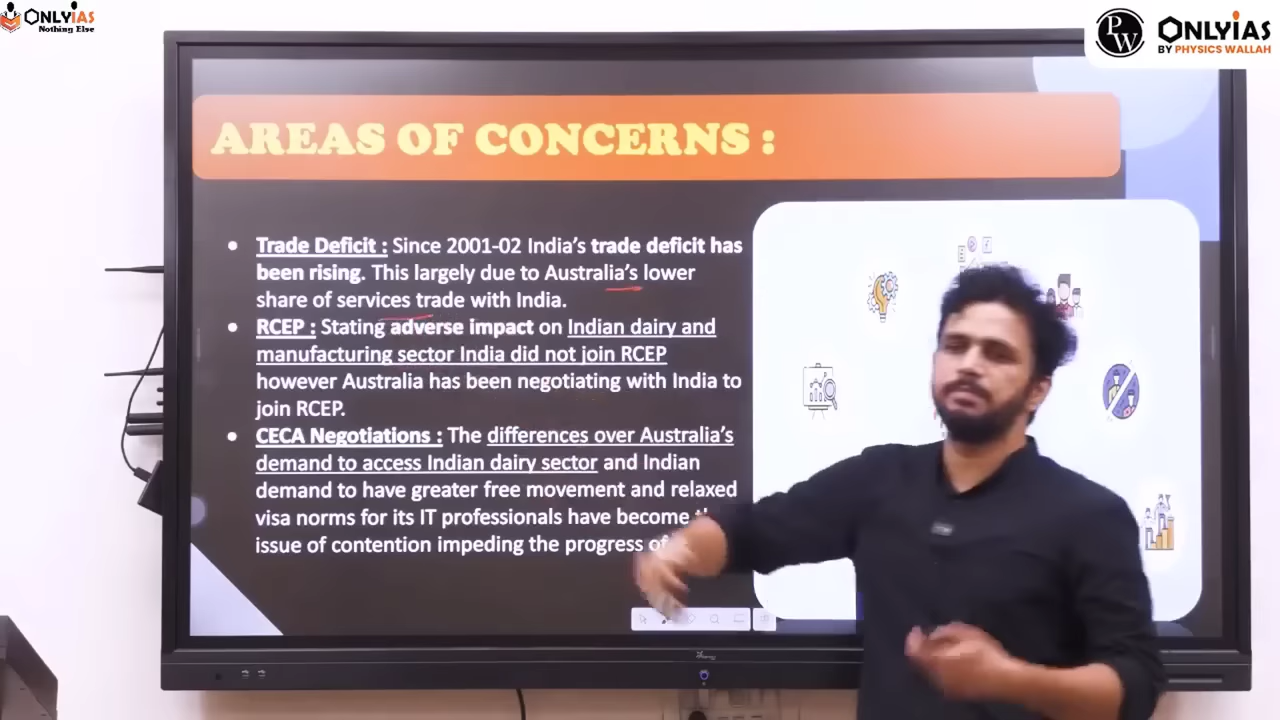 ONLYIAS
Nothing Else
PW
ONLYIAS
BY PHYSICS WALLAH
AREAS OF CONCERNS :
• Trade Deficit : Since 2001-02 India's trade deficit has
been rising. This largely due to Australia's lower
share of services trade with India.
• RCEP : Stating adverse impact on Indian dairy and
manufacturing sector India did not join RCEP
however Australia has been negotiating with India to
join RCEP.
• CECA Negotiations : The differences over Australia's
demand to access Indian dairy sector and Indian
demand to have greater free movement and relaxed
visa norms for its IT professionals have become
issue of contention impeding the progress of